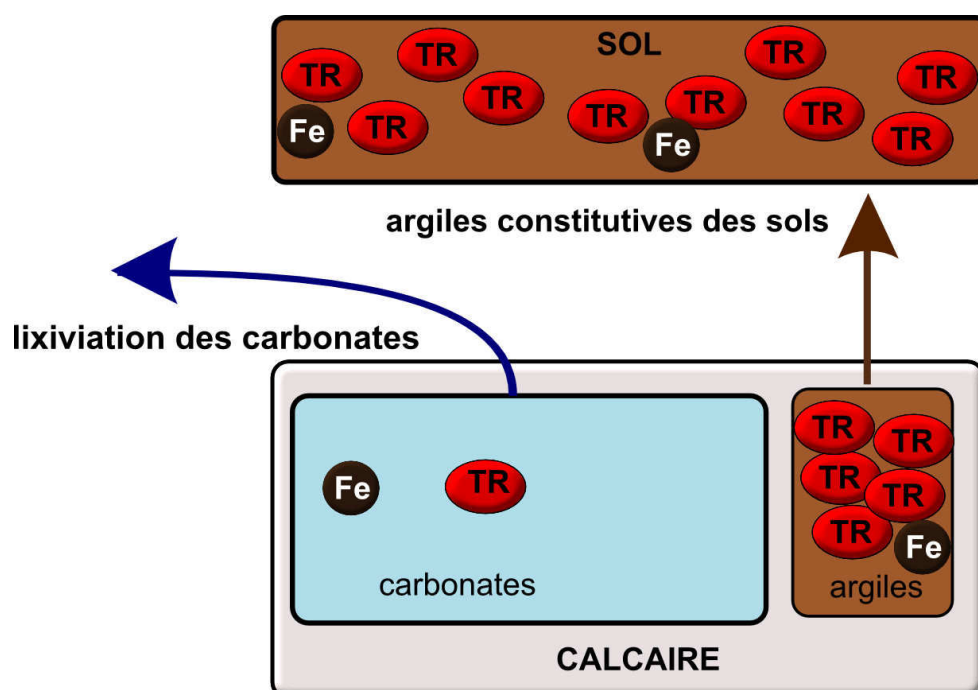 SOL
TR TR TR TR TR TR TR TR TR TR
Fe Fe
argiles constitutives des sols
lixiviation des carbonates
Fe TR
carbonates
TR TR
TR TR
TR Fe
argiles
CALCAIRE